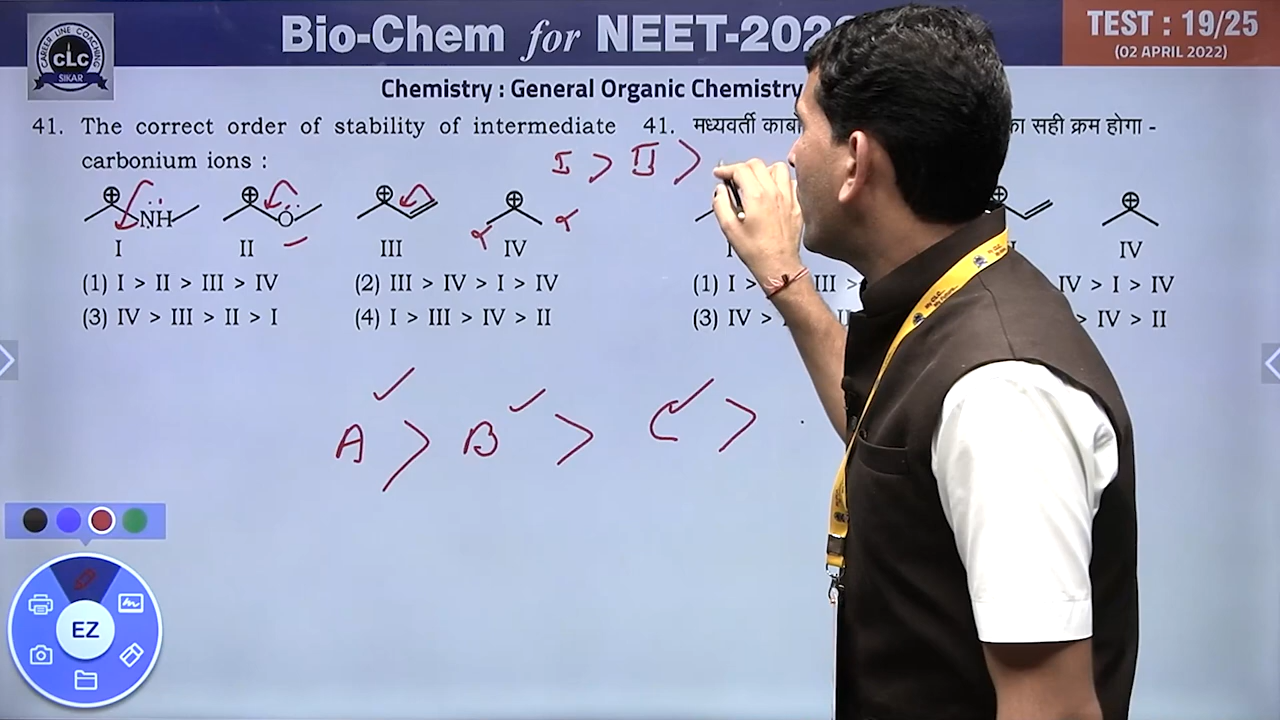 CAREER LINE COACHING
CLC
SIKAR
Bio-Chem for NEET-202
TEST : 19/25
(02 APRIL 2022)
Chemistry : General Organic Chemistry
41. The correct order of stability of intermediate
carbonium ions :
I > II >
⊕ ⊕ ⊕ ⊕
NH O α α
I II III IV
(1) I > II > III > IV (2) III > IV > I > IV
(3) IV > III > II > I (4) I > III > IV > II
A > B > C >
41. मध्यवर्ती का सही क्रम होगा -
⊕ ⊕
IV
(1) I > III > IV > I > IV
(3) IV > > IV > II
EZ